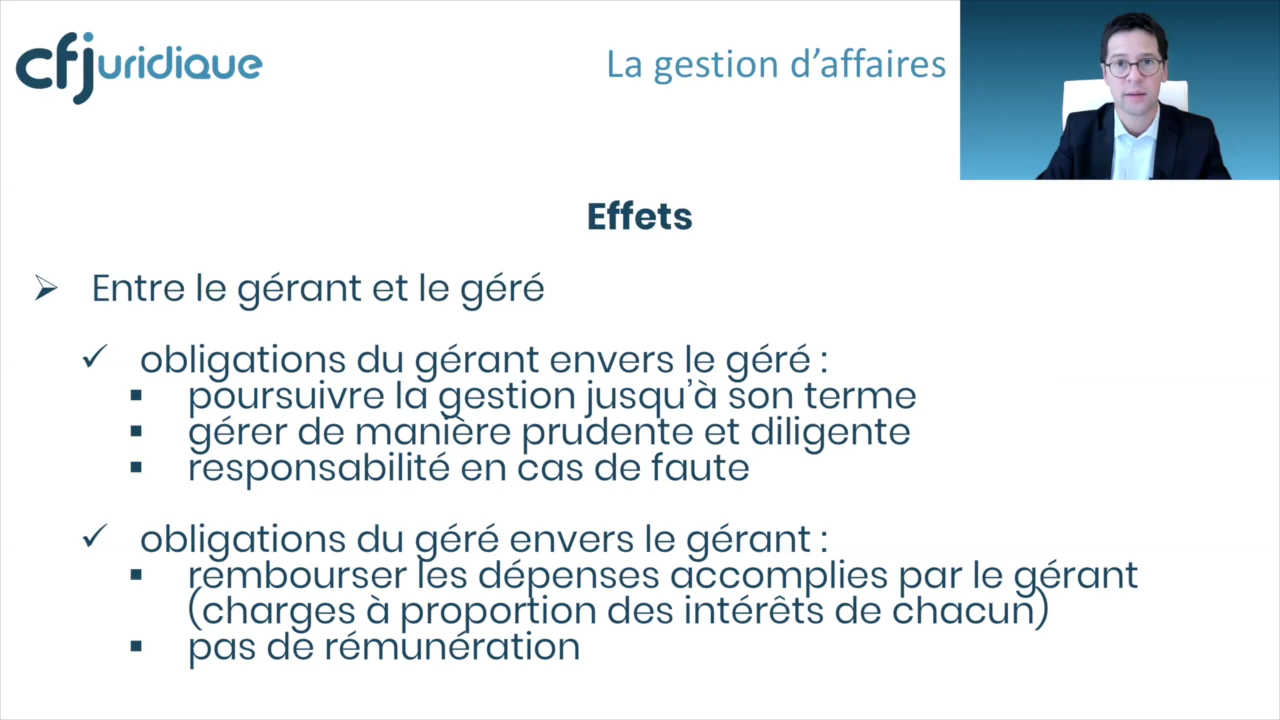 cfjuridique
La gestion d’affaires
Effets
➢ Entre le gérant et le géré
✓ obligations du gérant envers le géré :
▪ poursuivre la gestion jusqu’à son terme
▪ gérer de manière prudente et diligente
▪ responsabilité en cas de faute
✓ obligations du géré envers le gérant :
▪ rembourser les dépenses accomplies par le gérant
(charges à proportion des intérêts de chacun)
▪ pas de rémunération